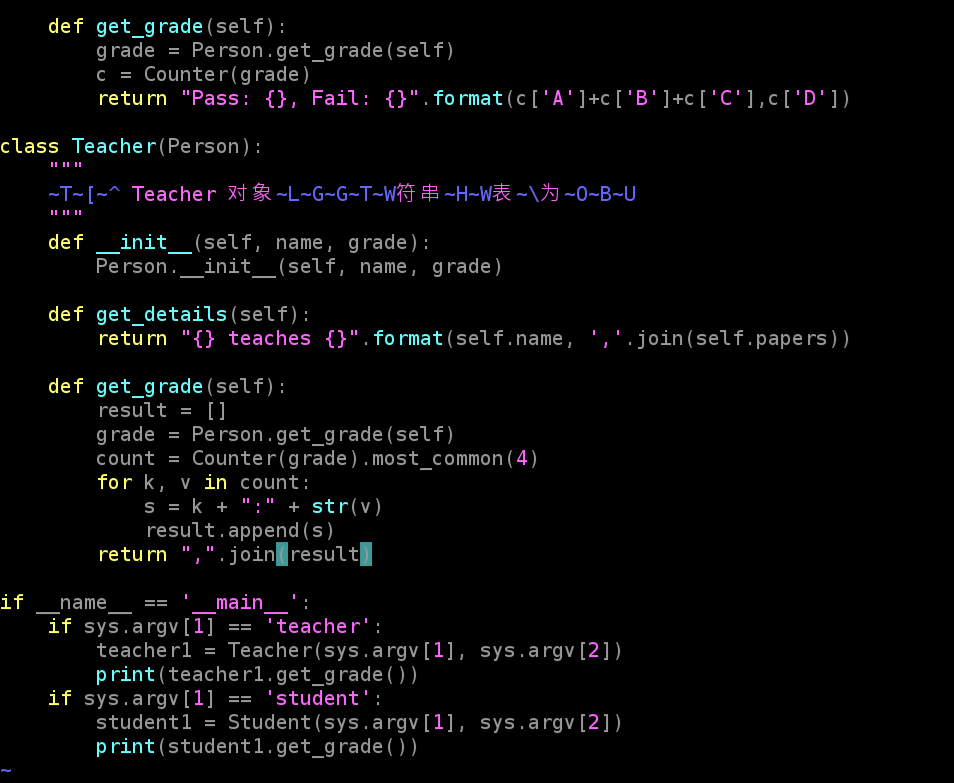 def get_grade(self):
        grade = Person.get_grade(self)
        c = Counter(grade)
        return "Pass: {}, Fail: {}".format(c['A']+c['B']+c['C'],c['D'])

class Teacher(Person):
    """
    ~T~[~^ Teacher 对象~L~G~G~T~W符串~H~W表~\为~O~B~U
    """
    def __init__(self, name, grade):
        Person.__init__(self, name, grade)

    def get_details(self):
        return "{} teaches {}".format(self.name, ','.join(self.papers))

    def get_grade(self):
        result = []
        grade = Person.get_grade(self)
        count = Counter(grade).most_common(4)
        for k, v in count:
            s = k + ":" + str(v)
            result.append(s)
        return ",".join(result)

if __name__ == '__main__':
    if sys.argv[1] == 'teacher':
        teacher1 = Teacher(sys.argv[1], sys.argv[2])
        print(teacher1.get_grade())
    if sys.argv[1] == 'student':
        student1 = Student(sys.argv[1], sys.argv[2])
        print(student1.get_grade())
~